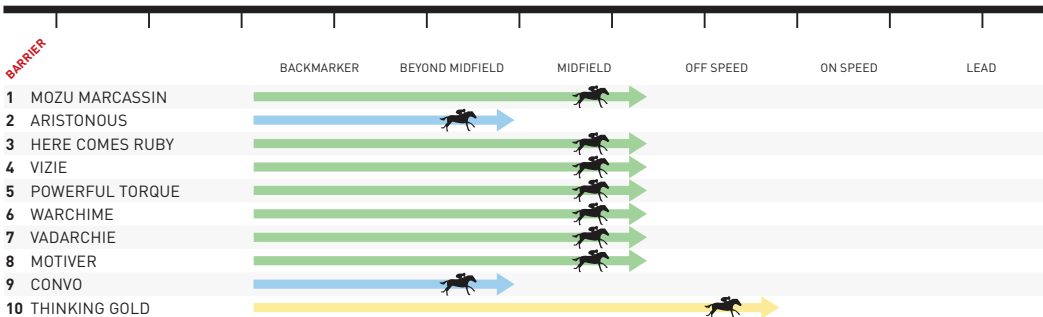 BARRIER
BACKMARKER BEYOND MIDFIELD MIDFIELD OFF SPEED ON SPEED LEAD
1 MOZU MARCASSIN
2 ARISTONOUS
3 HERE COMES RUBY
4 VIZIE
5 POWERFUL TORQUE
6 WARCHIME
7 VADARCHIE
8 MOTIVER
9 CONVO
10 THINKING GOLD